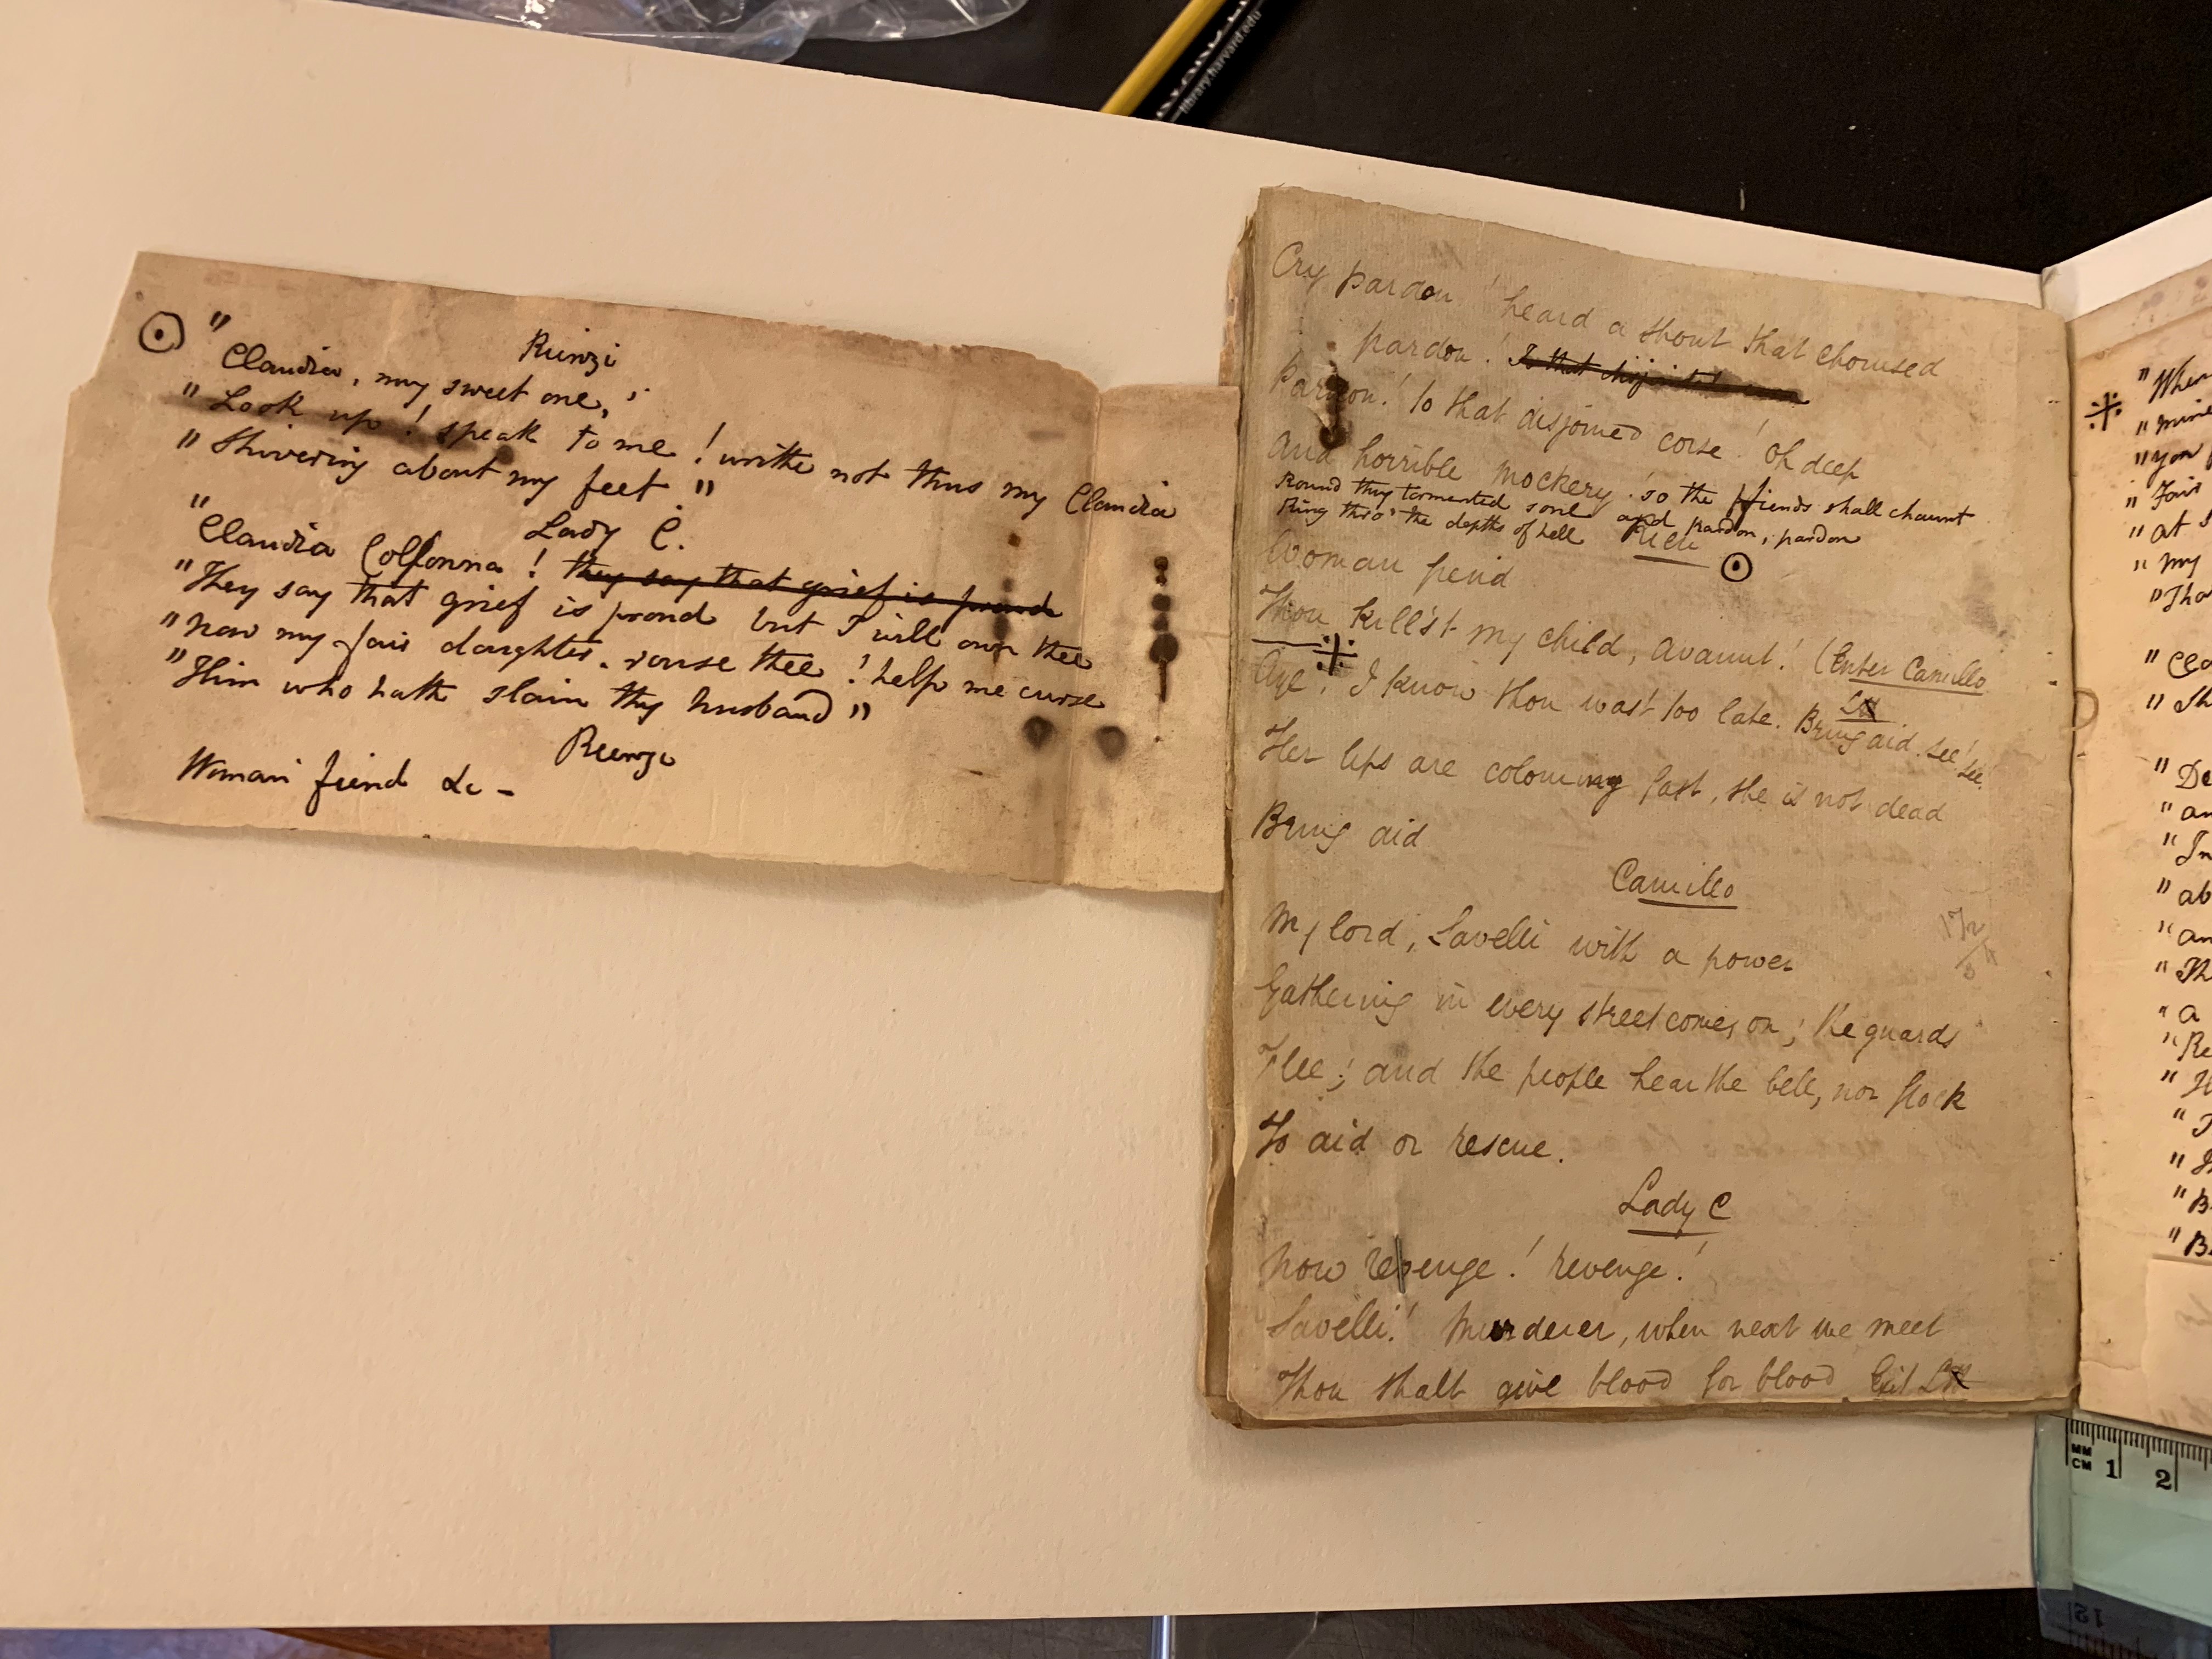 library.harvard.edu
Rienzi
"Claudia, my sweet one,
"Look up! speak to me! writhe not thus my Claudia
"Shivering about my feet"
Lady C.
"Claudia Colonna! they say that grief is proud
"They say that grief is proud but I will own thee
"Now my fair daughter. rouse thee! help me curse
"Him who hath slain thy husband"
Rienzi
Woman fiend &c -
Cry pardon! heard a shout that chorused
pardon! To that
Pardon! to that disjoined corse! Oh deep
And horrible mockery! so the fiends shall chaunt
Round thy tormented soul and pardon, pardon
Ring thro' the depths of hell
Rien
Woman fiend
Thou kill'st my child, avaunt! (Enter Camillo
Aye, I know thou wast too late. Bring aid. see! see!
Her lips are colouring fast, she is not dead
Bring aid
Camillo
My lord, Savelli with a power
Gathering in every street comes on; the guards
Flee; and the people hear the bell, nor flock
To aid or rescue.
Lady C
Now revenge! revenge!
Savelli! Murderer, when next we meet
Thou shalt give blood for blood. Exit
"When
"mine
"you
"Fair
"at
"my
"Tha
"Cla
"Sh
"De
"an
"In
"ab
"an
"Th
"a
"Re
"H
"B
"B
MM
CM 1 2
12